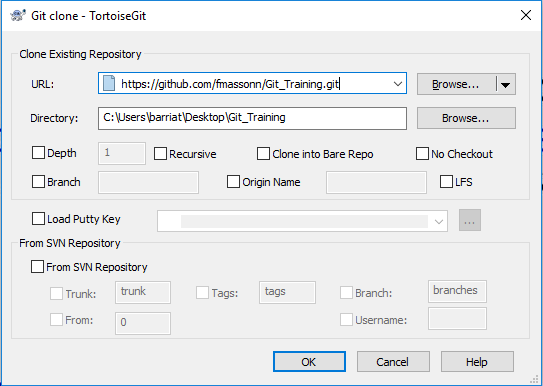 Git clone - TortoiseGit
Clone Existing Repository
URL: https://github.com/fmassonn/Git_Training.git Browse...
Directory: C:\Users\barriat\Desktop\Git_Training Browse...
Depth 1 Recursive Clone into Bare Repo No Checkout
Branch Origin Name LFS
Load Putty Key ...
From SVN Repository
From SVN Repository
Trunk: trunk Tags: tags Branch: branches
From: 0 Username:
OK Cancel Help